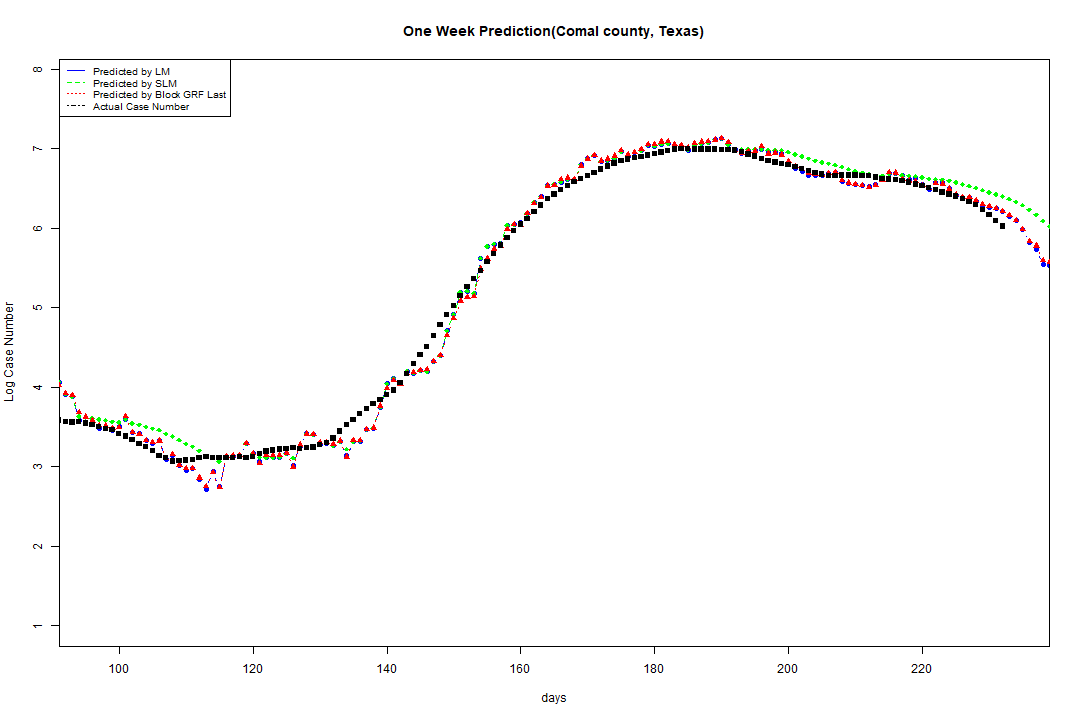 One Week Prediction(Comal county, Texas)
Predicted by LM
Predicted by SLM
Predicted by Block GRF Last
Actual Case Number
8
7
6
5
4
3
2
1
Log Case Number
100 120 140 160 180 200 220
days